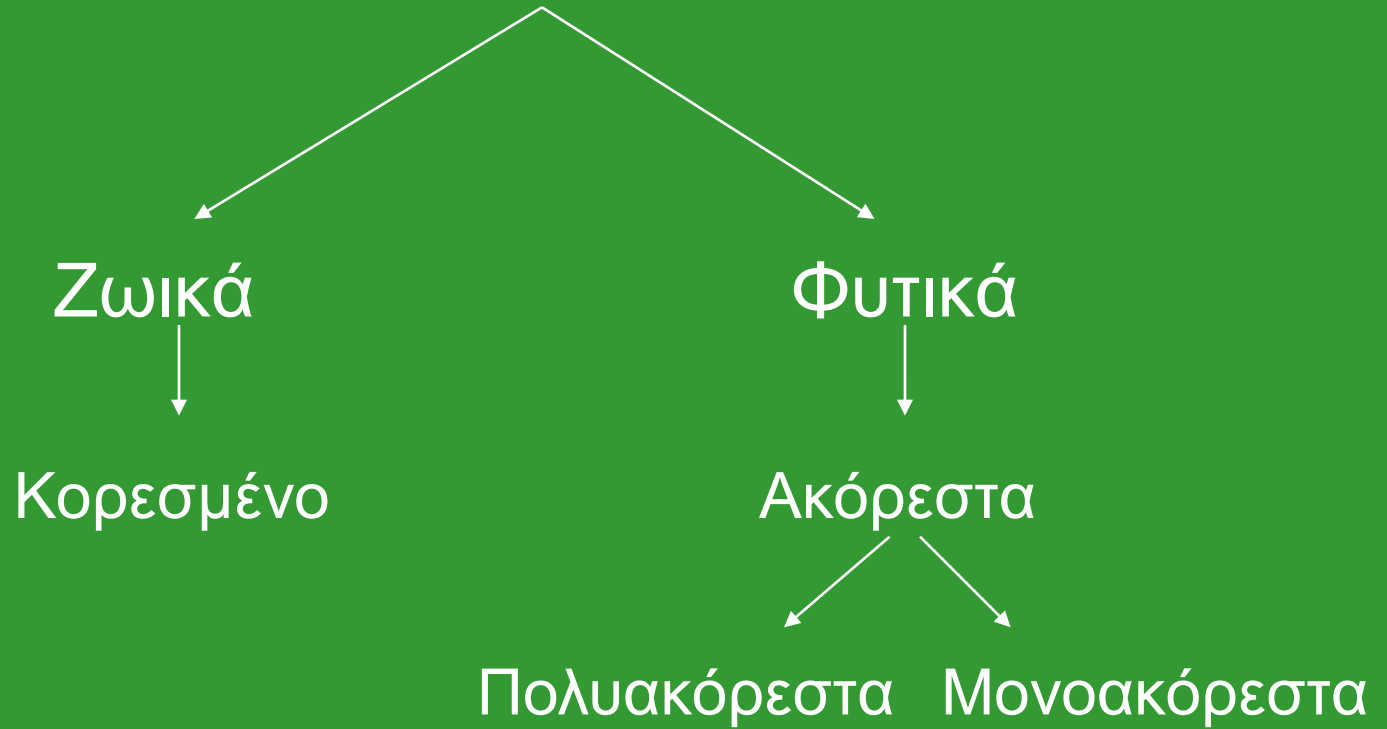 Ζωικά Φυτικά
Κορεσμένο Ακόρεστα
Πολυακόρεστα Μονοακόρεστα